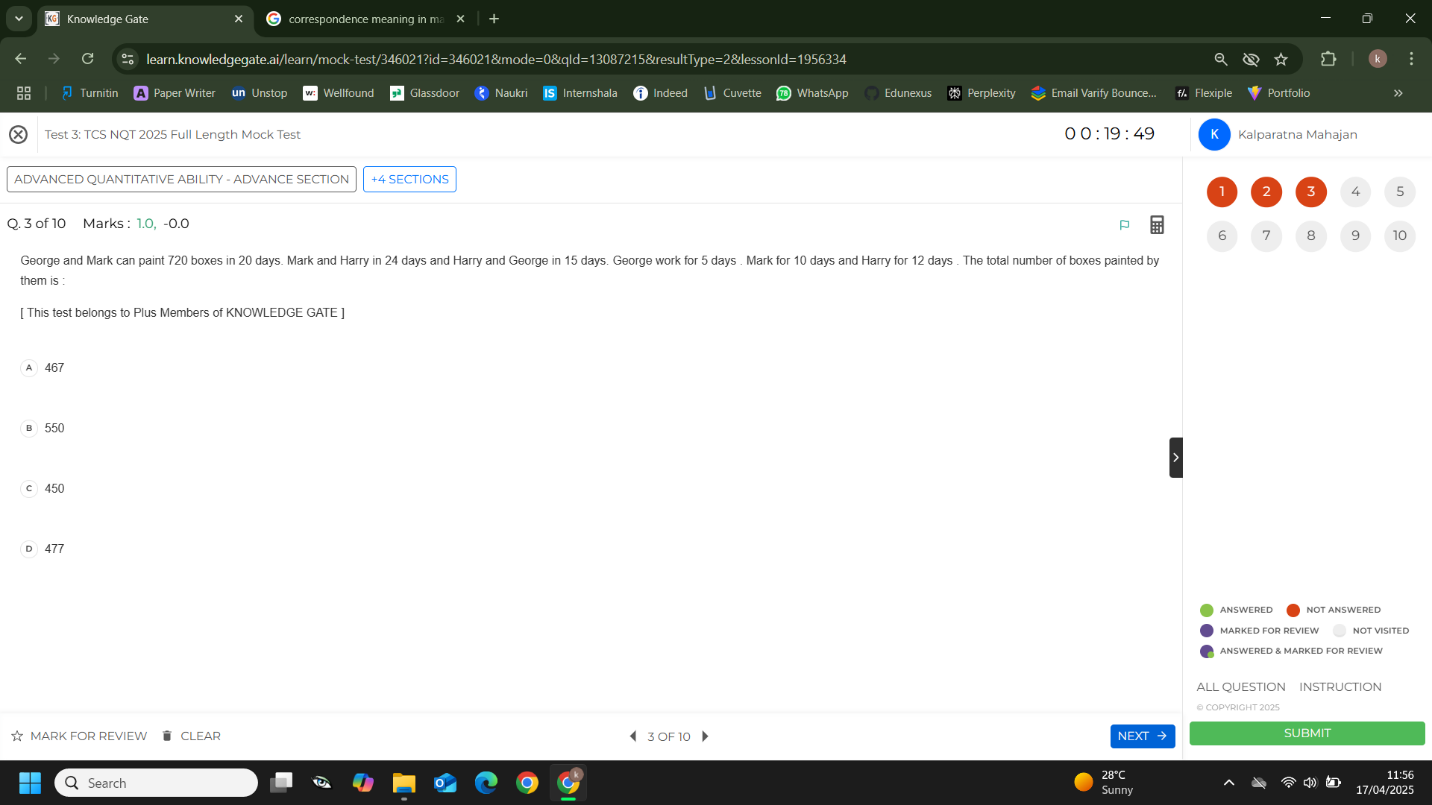 Knowledge Gate
correspondence meaning in ma
learn.knowledgegate.ai/learn/mock-test/346021?id=346021&mode=0&qId=13087215&resultType=2&lessonId=1956334
k
Turnitin
Paper Writer
Unstop
Wellfound
Glassdoor
Naukri
Internshala
Indeed
Cuvette
WhatsApp
Edunexus
Perplexity
Email Varify Bounce...
Flexiple
Portfolio
Test 3: TCS NQT 2025 Full Length Mock Test
00:19:49
K
Kalparatna Mahajan
ADVANCED QUANTITATIVE ABILITY - ADVANCE SECTION
+4 SECTIONS
1 2 3 4 5
6 7 8 9 10
Q. 3 of 10 Marks : 1.0, -0.0
George and Mark can paint 720 boxes in 20 days. Mark and Harry in 24 days and Harry and George in 15 days. George work for 5 days . Mark for 10 days and Harry for 12 days . The total number of boxes painted by
them is :
[ This test belongs to Plus Members of KNOWLEDGE GATE ]
A 467
B 550
C 450
D 477
ANSWERED NOT ANSWERED
MARKED FOR REVIEW NOT VISITED
ANSWERED & MARKED FOR REVIEW
ALL QUESTION INSTRUCTION
© COPYRIGHT 2025
SUBMIT
MARK FOR REVIEW CLEAR
3 OF 10
NEXT
Search
28°C
Sunny
11:56
17/04/2025